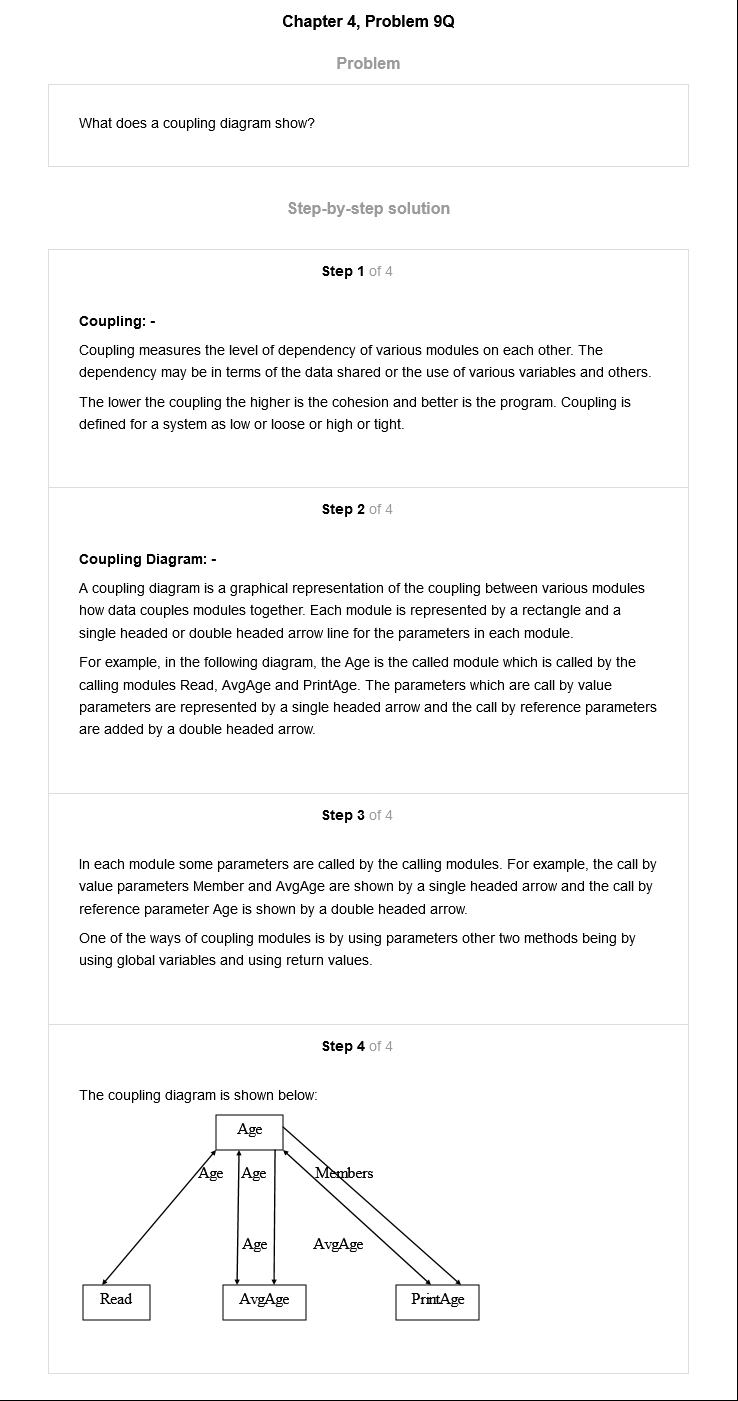 Chapter 4, Problem 9Q
Problem
What does a coupling diagram show?
Step-by-step solution
Step 1 of 4
Coupling: -
Coupling measures the level of dependency of various modules on each other. The
dependency may be in terms of the data shared or the use of various variables and others.
The lower the coupling the higher is the cohesion and better is the program. Coupling is
defined for a system as low or loose or high or tight.
Step 2 of 4
Coupling Diagram: -
A coupling diagram is a graphical representation of the coupling between various modules
how data couples modules together. Each module is represented by a rectangle and a
single headed or double headed arrow line for the parameters in each module.
For example, in the following diagram, the Age is the called module which is called by the
calling modules Read, AvgAge and PrintAge. The parameters which are call by value
parameters are represented by a single headed arrow and the call by reference parameters
are added by a double headed arrow.
Step 3 of 4
In each module some parameters are called by the calling modules. For example, the call by
value parameters Member and AvgAge are shown by a single headed arrow and the call by
reference parameter Age is shown by a double headed arrow.
One of the ways of coupling modules is by using parameters other two methods being by
using global variables and using return values.
Step 4 of 4
The coupling diagram is shown below:
Age
Age Age Members
Age AvgAge
Read AvgAge PrintAge